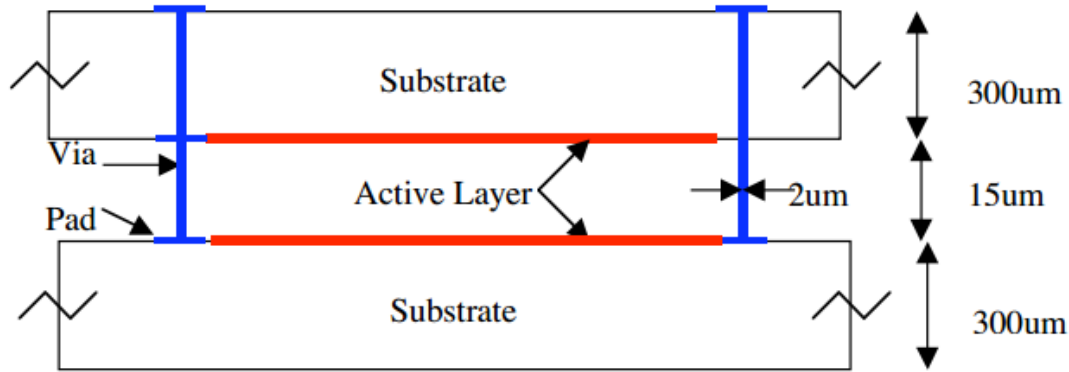 Substrate
300um
Via
Active Layer
2um
15um
Pad
Substrate
300um